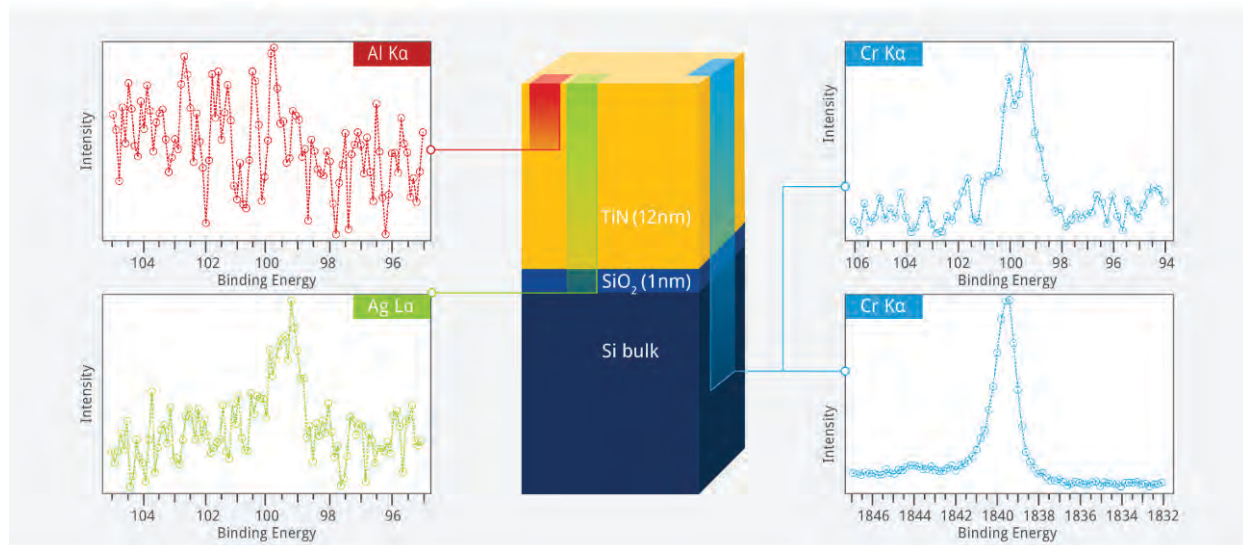 Al Kα
Intensity
104 102 100 98 96
Binding Energy
Ag Lα
Intensity
104 102 100 98 96
Binding Energy
TiN (12nm)
SiO₂ (1nm)
Si bulk
Cr Kα
Intensity
106 104 102 100 98 96 94
Binding Energy
Cr Kα
Intensity
1846 1844 1842 1840 1838 1836 1834 1832
Binding Energy